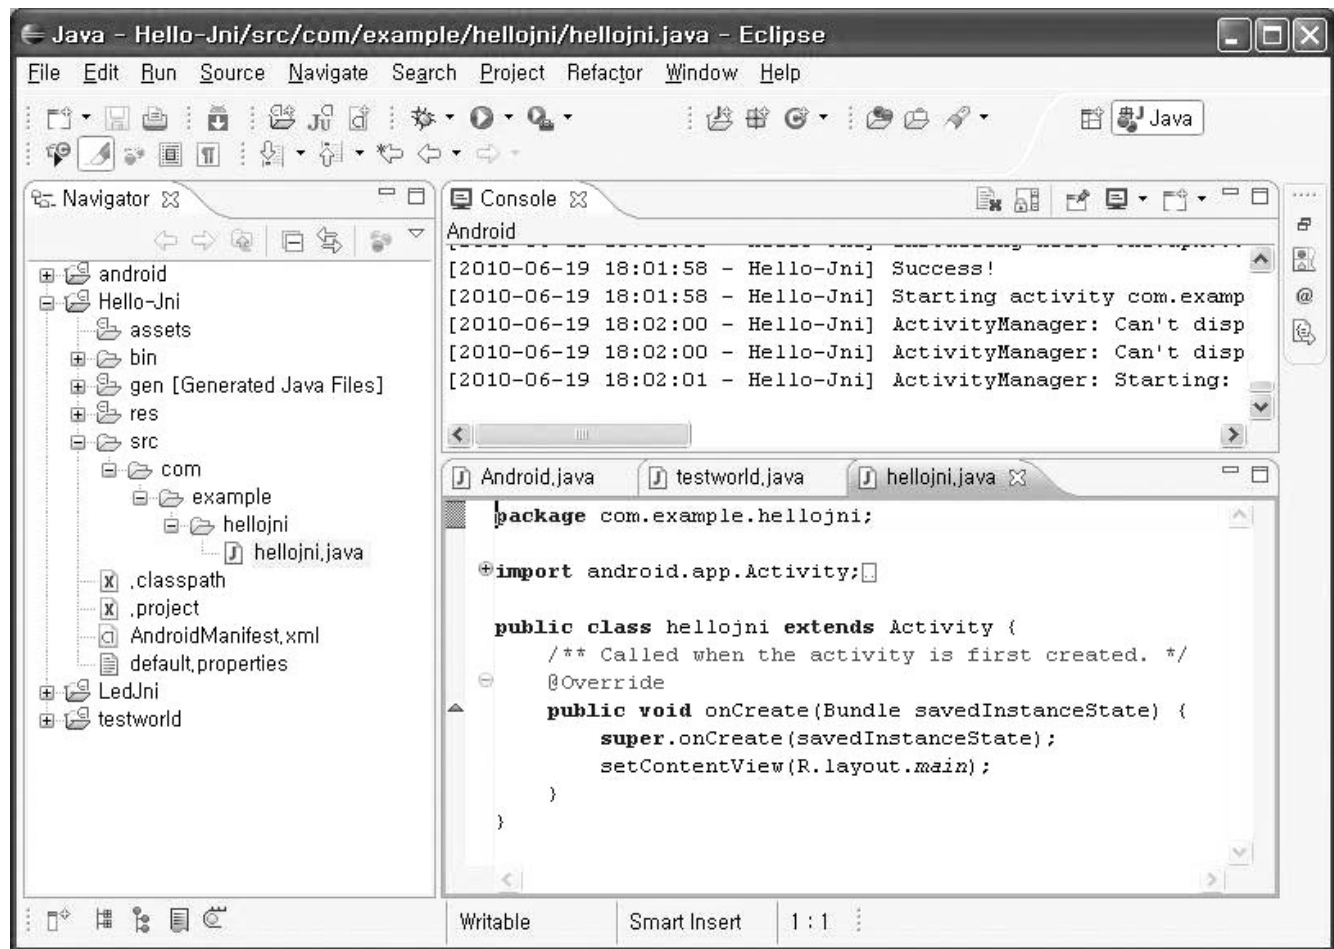 Java - Hello-Jni/src/com/example/hellojni/hellojni.java - Eclipse
File Edit Run Source Navigate Search Project Refactor Window Help
Java
Navigator
android
Hello-Jni
assets
bin
gen [Generated Java Files]
res
src
com
example
hellojni
hellojni.java
.classpath
.project
AndroidManifest.xml
default.properties
LedJni
testworld
Console
Android
[2010-06-19 18:01:58 - Hello-Jni] Success!
[2010-06-19 18:01:58 - Hello-Jni] Starting activity com.examp
[2010-06-19 18:02:00 - Hello-Jni] ActivityManager: Can't disp
[2010-06-19 18:02:00 - Hello-Jni] ActivityManager: Can't disp
[2010-06-19 18:02:01 - Hello-Jni] ActivityManager: Starting:
Android.java testworld.java hellojni.java
package com.example.hellojni;
import android.app.Activity;
public class hellojni extends Activity {
/** Called when the activity is first created. */
@Override
public void onCreate(Bundle savedInstanceState) {
super.onCreate(savedInstanceState);
setContentView(R.layout.main);
}
}
Writable Smart Insert 1 : 1